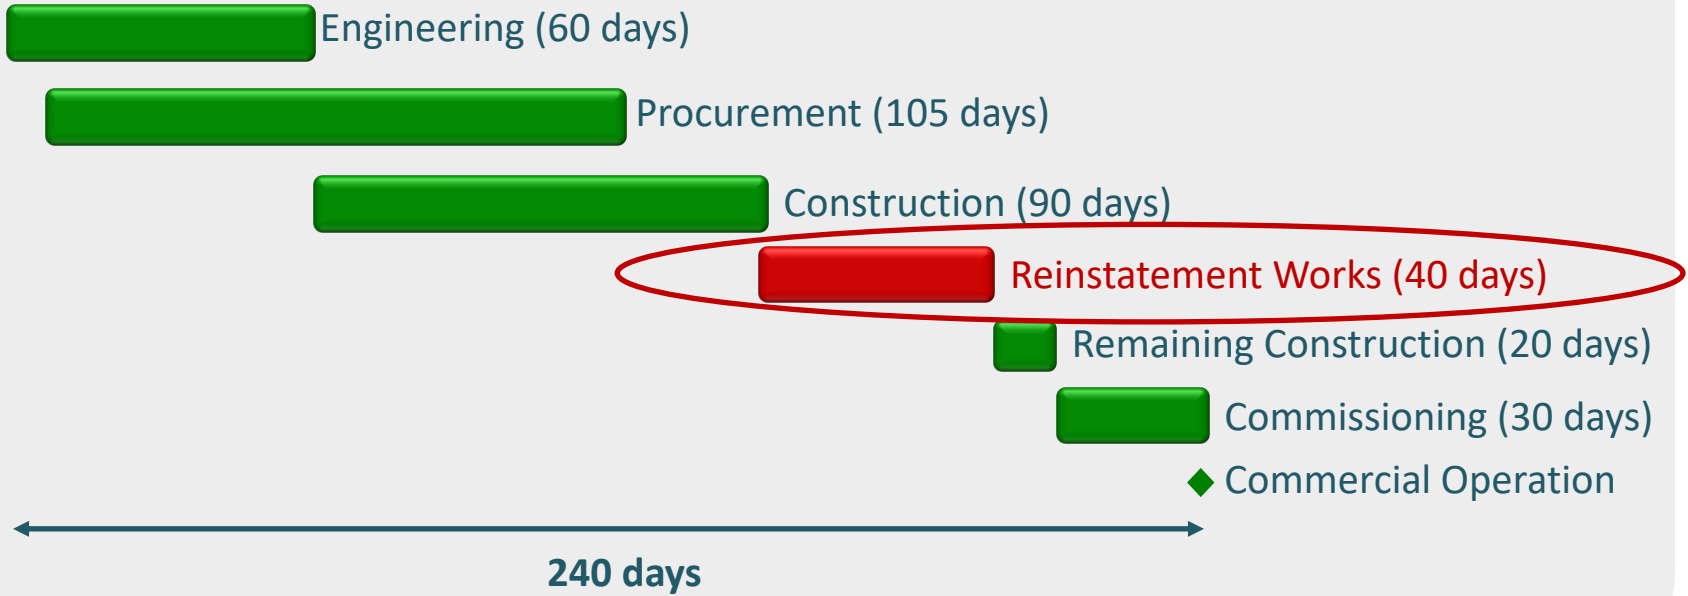 Engineering (60 days)
Procurement (105 days)
Construction (90 days)
Reinstatement Works (40 days)
Remaining Construction (20 days)
Commissioning (30 days)
Commercial Operation
240 days